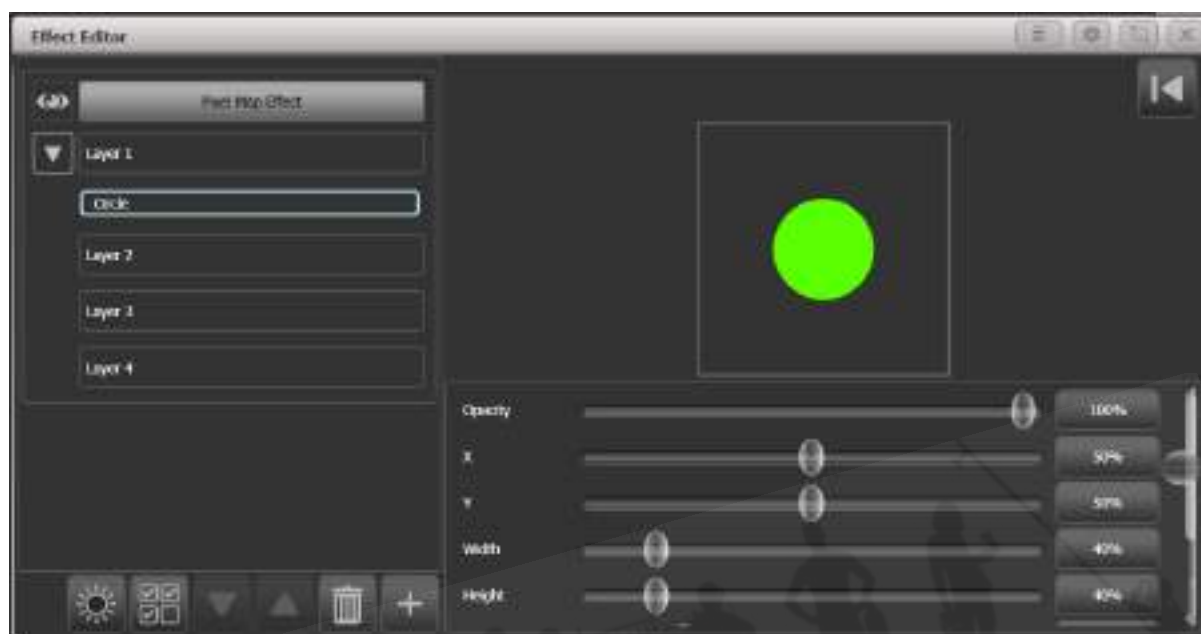 Effect Editor
Pixel Map Effect
Layer 1
Circle
Layer 2
Layer 3
Layer 4
Opacity 100%
X 50%
Y 50%
Width 40%
Height 40%